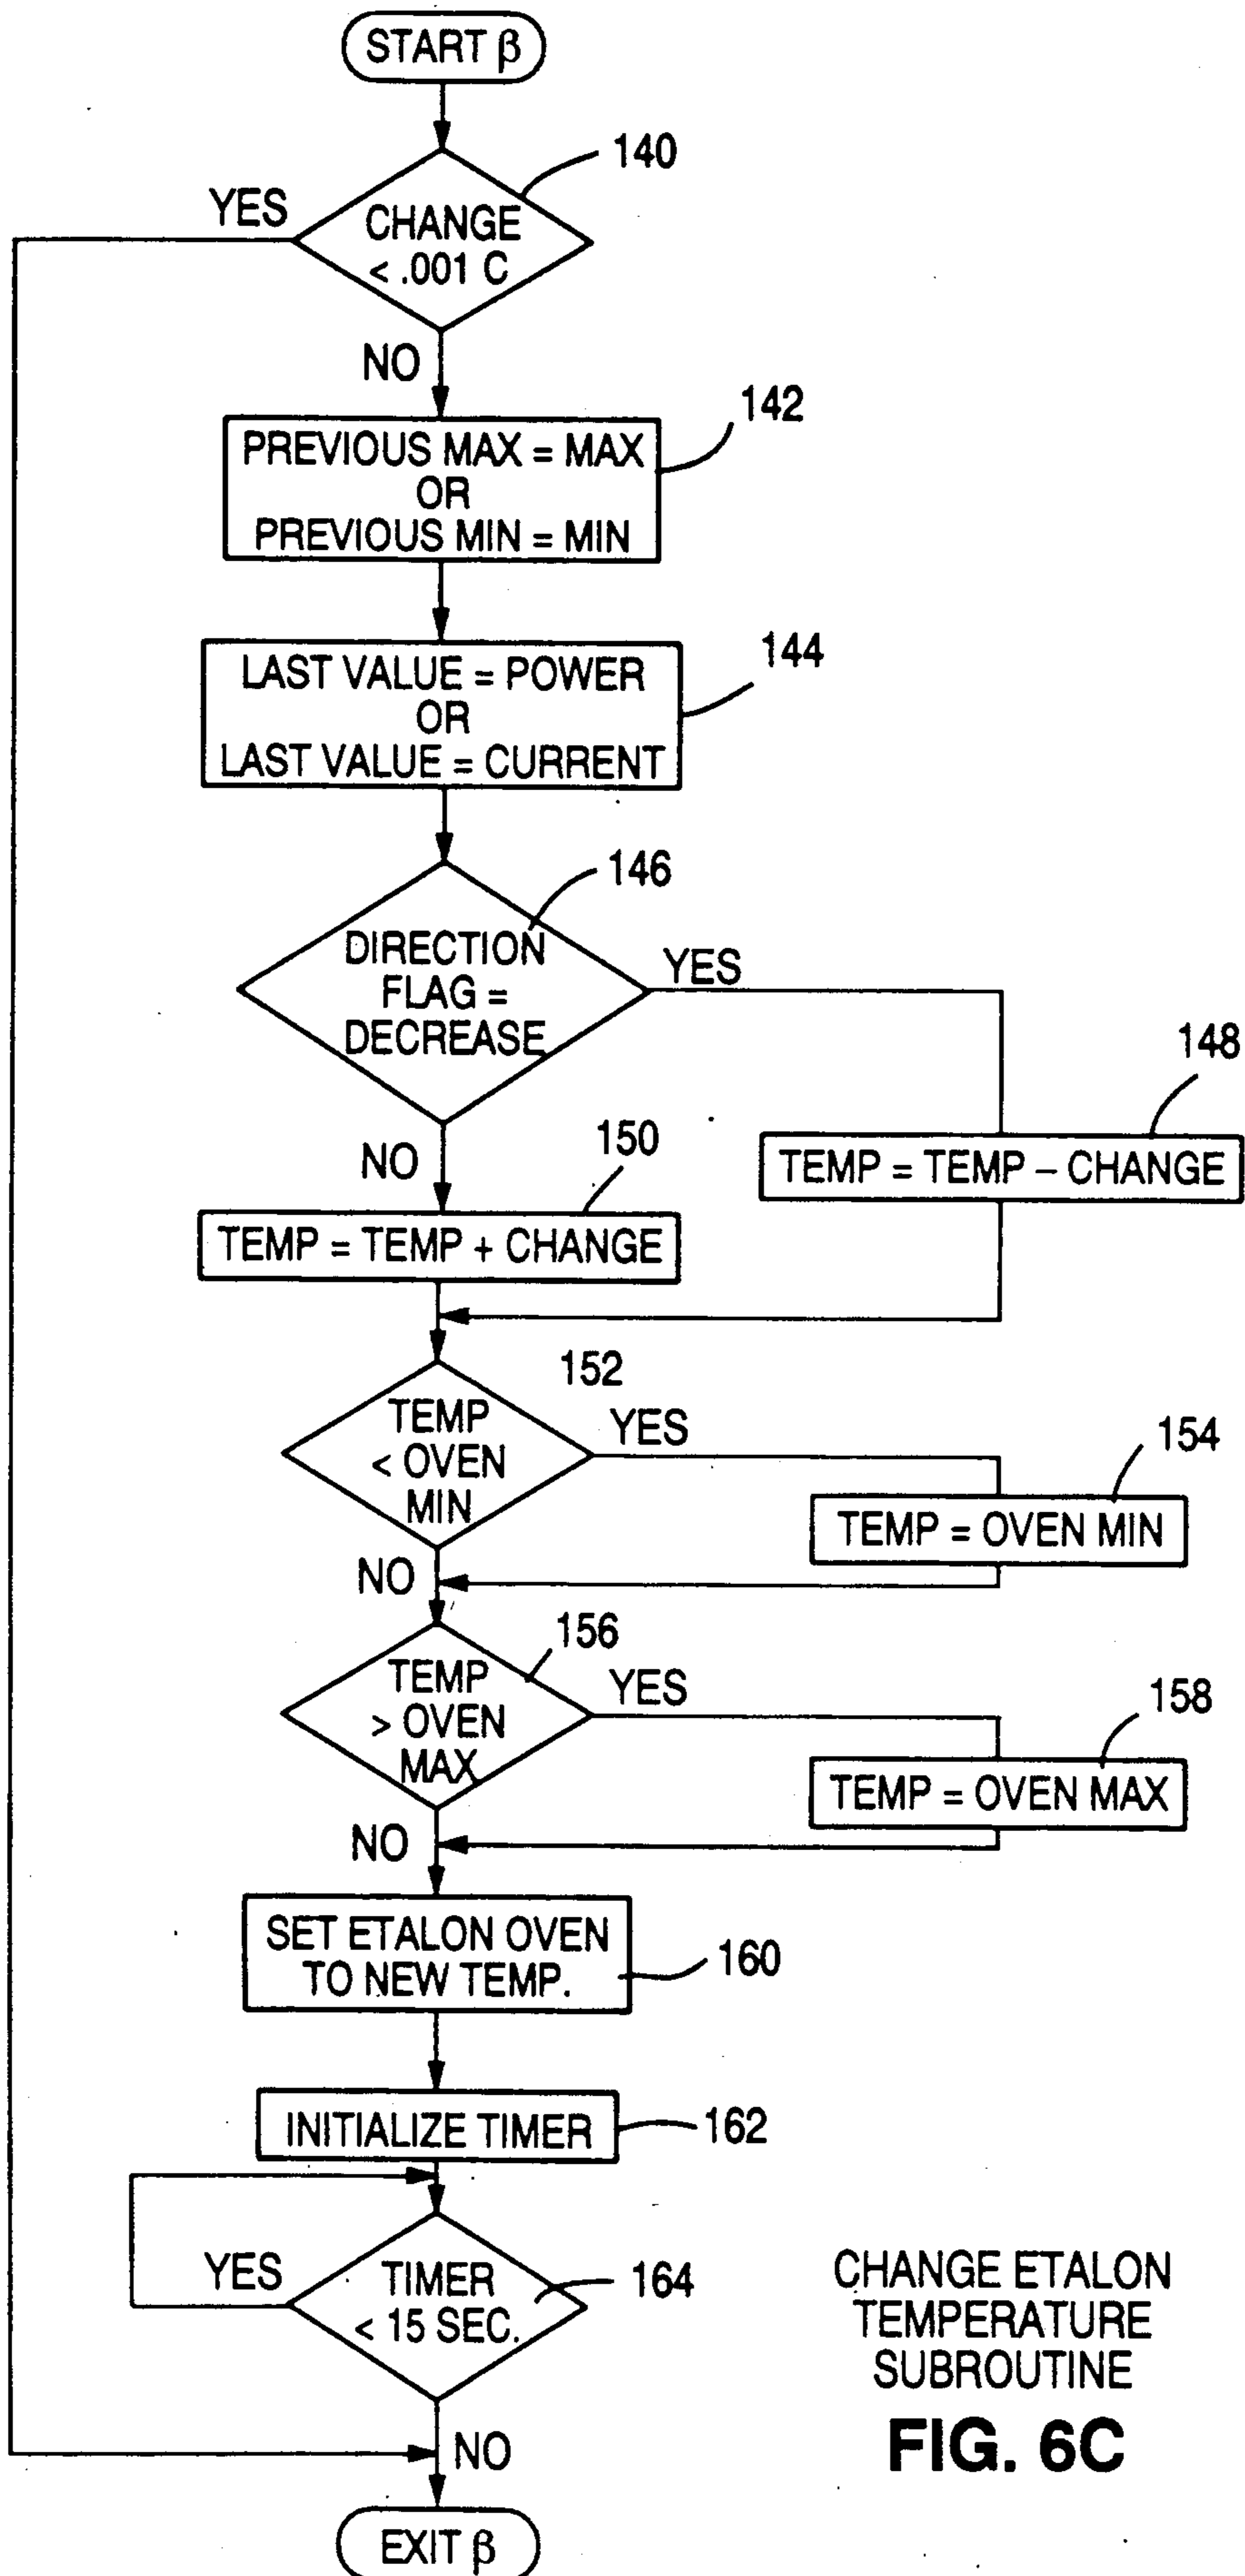 START β
140
YES
CHANGE
< .001 C
NO
142
PREVIOUS MAX = MAX
OR
PREVIOUS MIN = MIN
144
LAST VALUE = POWER
OR
LAST VALUE = CURRENT
146
DIRECTION
FLAG =
DECREASE
YES
148
TEMP = TEMP – CHANGE
NO
150
TEMP = TEMP + CHANGE
152
TEMP
< OVEN
MIN
YES
154
TEMP = OVEN MIN
NO
156
TEMP
> OVEN
MAX
YES
158
TEMP = OVEN MAX
NO
SET ETALON OVEN
TO NEW TEMP.
160
INITIALIZE TIMER
162
YES
TIMER
< 15 SEC.
164
NO
EXIT β
CHANGE ETALON
TEMPERATURE
SUBROUTINE
FIG. 6C